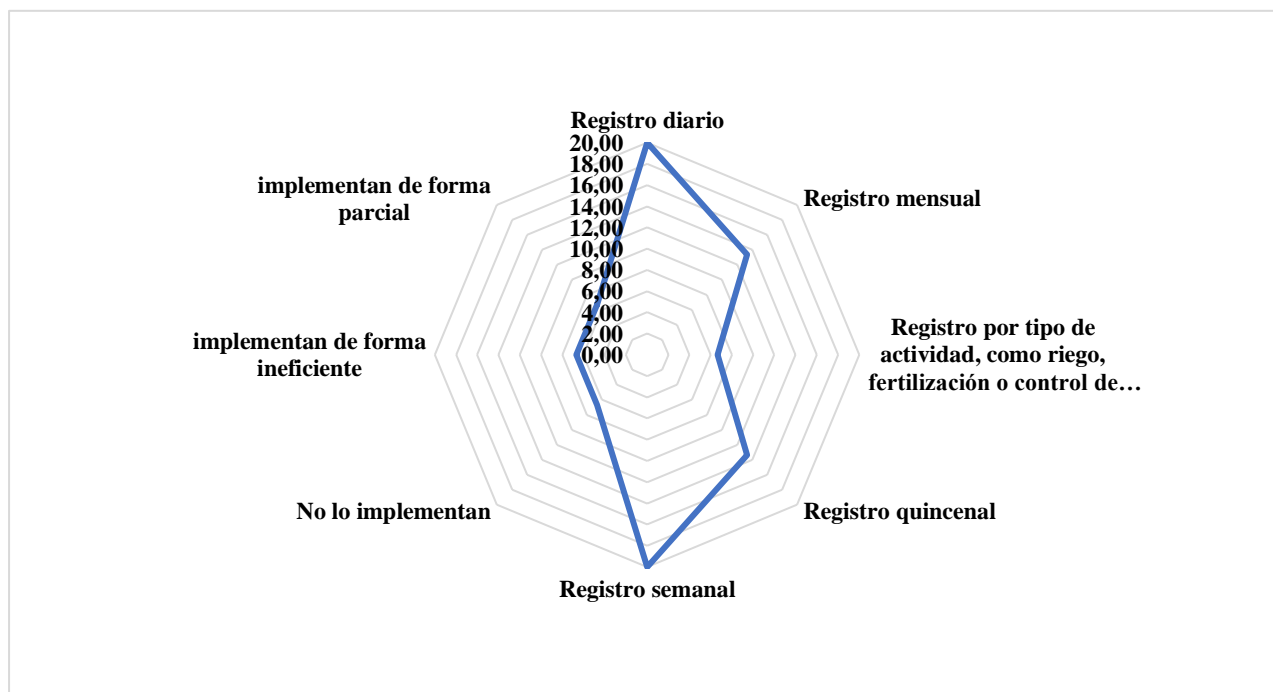 Registro diario
20,00
18,00
16,00
14,00
12,00
10,00
8,00
6,00
4,00
2,00
0,00
Registro mensual
Registro por tipo de
actividad, como riego,
fertilización o control de…
Registro quincenal
Registro semanal
No lo implementan
implementan de forma
ineficiente
implementan de forma
parcial